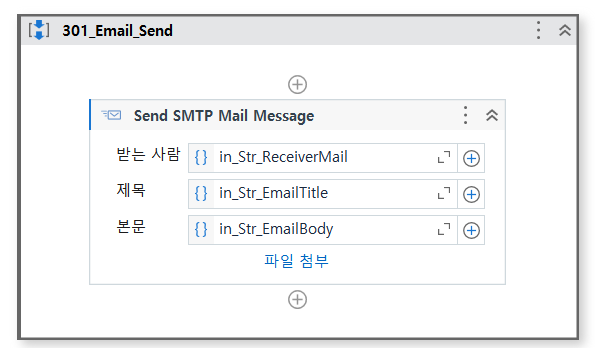 301_Email_Send
Send SMTP Mail Message
받는 사람 {} in_Str_ReceiverMail
제목 {} in_Str_EmailTitle
본문 {} in_Str_EmailBody
파일 첨부